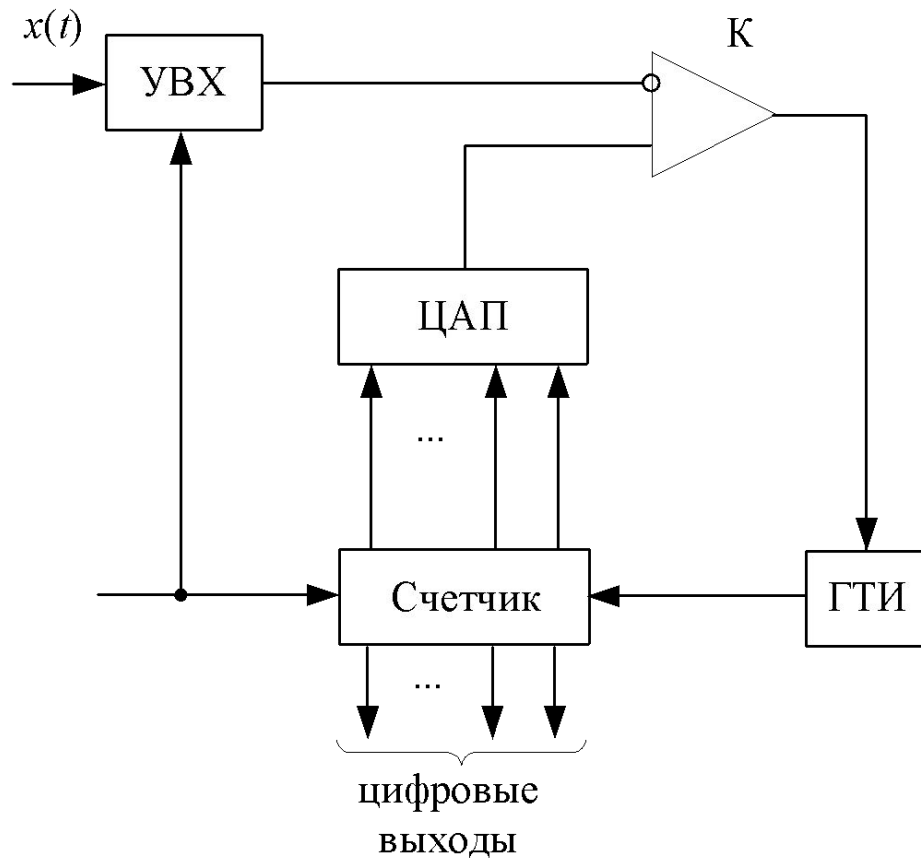 x(t)
К
УВХ
ЦАП
...
Счетчик
ГТИ
...
цифровые
выходы